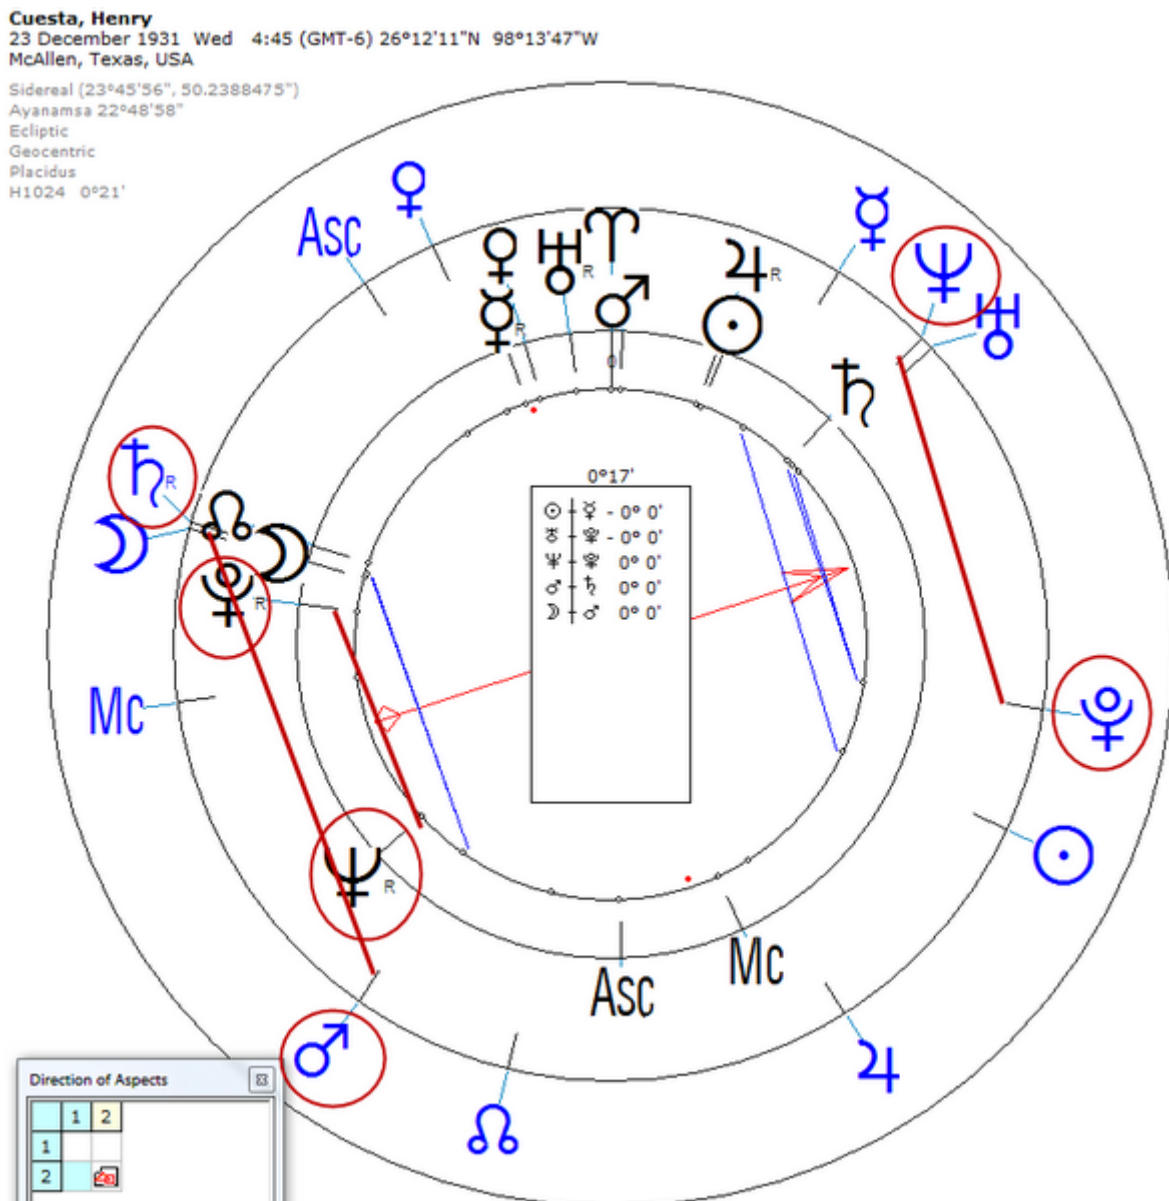 Cuesta, Henry
23 December 1931 Wed 4:45 (GMT-6) 26°12'11"N 98°13'47"W
McAllen, Texas, USA
Sidereal (23°45'56", 50.2388475")
Ayanamsa 22°48'58"
Ecliptic
Geocentric
Placidus
H1024 0°21'
♀
Asc
☿
♆
♅
♀ ♅ R ♈ ♃ R
☿ R ♂ ☉
0
♄
♄ R
☊
☽ ☽
♇ R
0°17'
☉ ☿ - 0° 0'
♅ ♇ - 0° 0'
♆ ♇ 0° 0'
♂ ♄ 0° 0'
☽ ♂ 0° 0'
Mc
♇
☉
♆ R
Mc
Asc
♂
♃
☊
Direction of Aspects
1 2
1
2